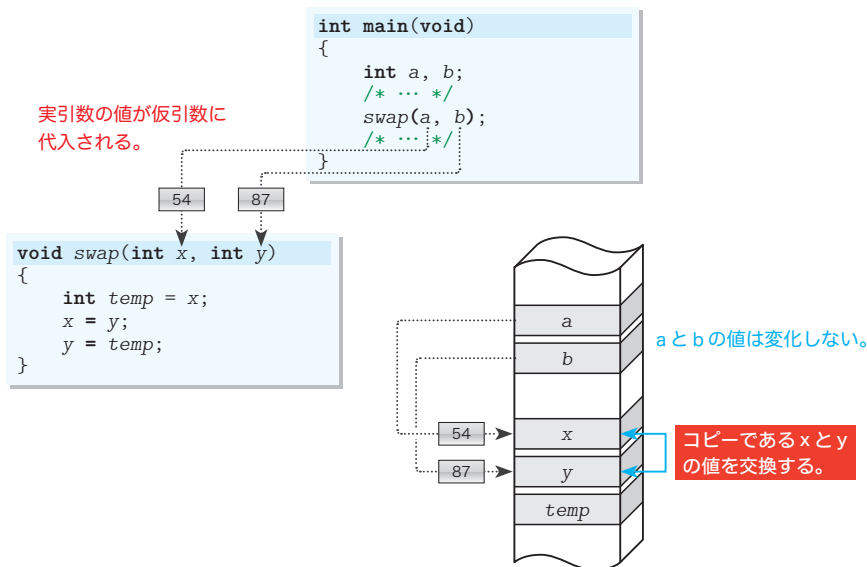 int main(void)
{
int a, b;
/* … */
swap(a, b);
/* … */
}
実引数の値が仮引数に
代入される。
54
87
void swap(int x, int y)
{
int temp = x;
x = y;
y = temp;
}
a
b
aとbの値は変化しない。
54
x
87
y
temp
コピーであるxとy
の値を交換する。